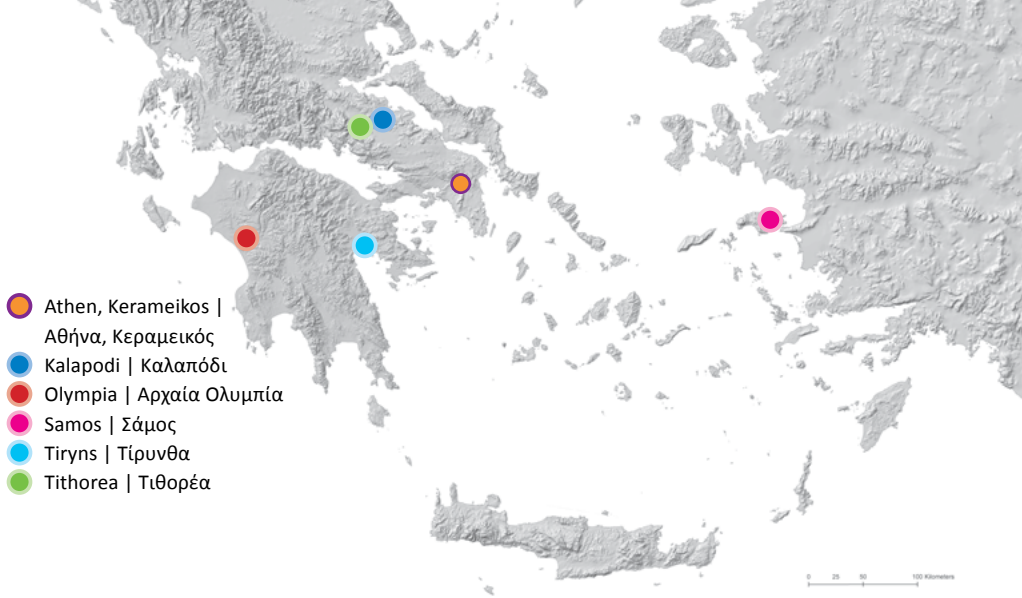 Athen, Kerameikos |
Αθήνα, Κεραμεικός
Kalapodi | Καλαπόδι
Olympia | Αρχαία Ολυμπία
Samos | Σάμος
Tiryns | Τίρυνθα
Tithorea | Τιθορέα
0 25 50 100 Kilometers